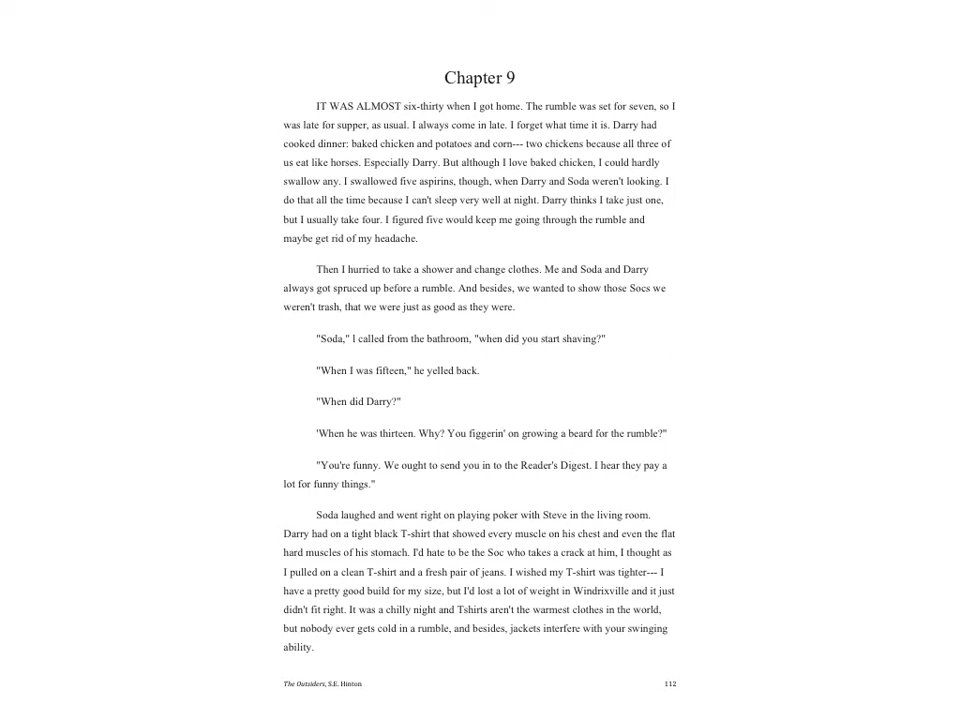 Chapter 9
IT WAS ALMOST six-thirty when I got home. The rumble was set for seven, so I
was late for supper, as usual. I always come in late. I forget what time it is. Darry had
cooked dinner: baked chicken and potatoes and corn--- two chickens because all three of
us eat like horses. Especially Darry. But although I love baked chicken, I could hardly
swallow any. I swallowed five aspirins, though, when Darry and Soda weren't looking. I
do that all the time because I can't sleep very well at night. Darry thinks I take just one,
but I usually take four. I figured five would keep me going through the rumble and
maybe get rid of my headache.
Then I hurried to take a shower and change clothes. Me and Soda and Darry
always got spruced up before a rumble. And besides, we wanted to show those Socs we
weren't trash, that we were just as good as they were.
"Soda," l called from the bathroom, "when did you start shaving?"
"When I was fifteen," he yelled back.
"When did Darry?"
'When he was thirteen. Why? You figgerin' on growing a beard for the rumble?"
"You're funny. We ought to send you in to the Reader's Digest. I hear they pay a
lot for funny things."
Soda laughed and went right on playing poker with Steve in the living room.
Darry had on a tight black T-shirt that showed every muscle on his chest and even the flat
hard muscles of his stomach. I'd hate to be the Soc who takes a crack at him, I thought as
I pulled on a clean T-shirt and a fresh pair of jeans. I wished my T-shirt was tighter--- I
have a pretty good build for my size, but I'd lost a lot of weight in Windrixville and it just
didn't fit right. It was a chilly night and Tshirts aren't the warmest clothes in the world,
but nobody ever gets cold in a rumble, and besides, jackets interfere with your swinging
ability.
The Outsiders, S.E. Hinton 112